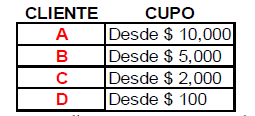 CLIENTE CUPO
A Desde $ 10,000
B Desde $ 5,000
C Desde $ 2,000
D Desde $ 100